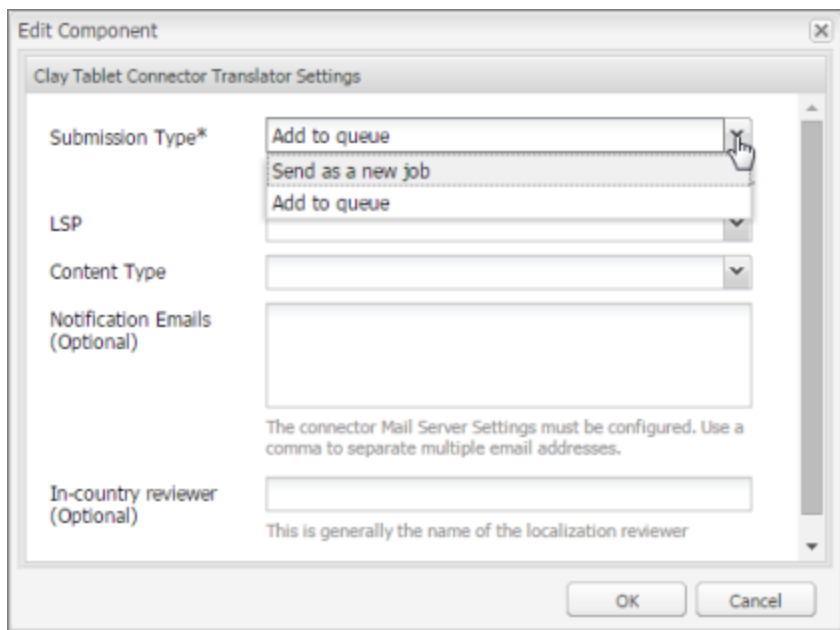 Edit Component
Clay Tablet Connector Translator Settings
Submission Type*
Add to queue
Send as a new job
Add to queue
LSP
Content Type
Notification Emails
(Optional)
The connector Mail Server Settings must be configured. Use a
comma to separate multiple email addresses.
In-country reviewer
(Optional)
This is generally the name of the localization reviewer
OK
Cancel